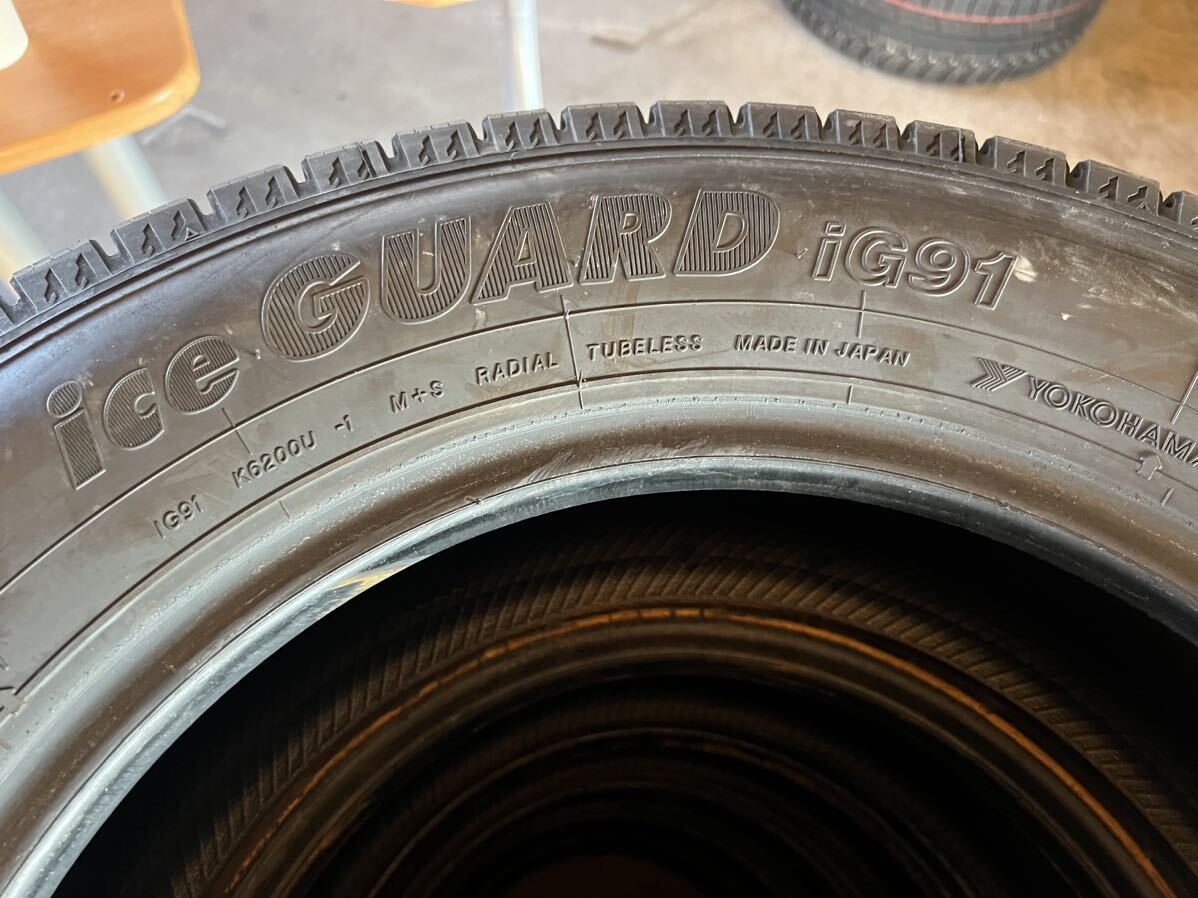 ice GUARD iG91
IG91 K6200U -1 M+S RADIAL TUBELESS MADE IN JAPAN YOKOHAMA